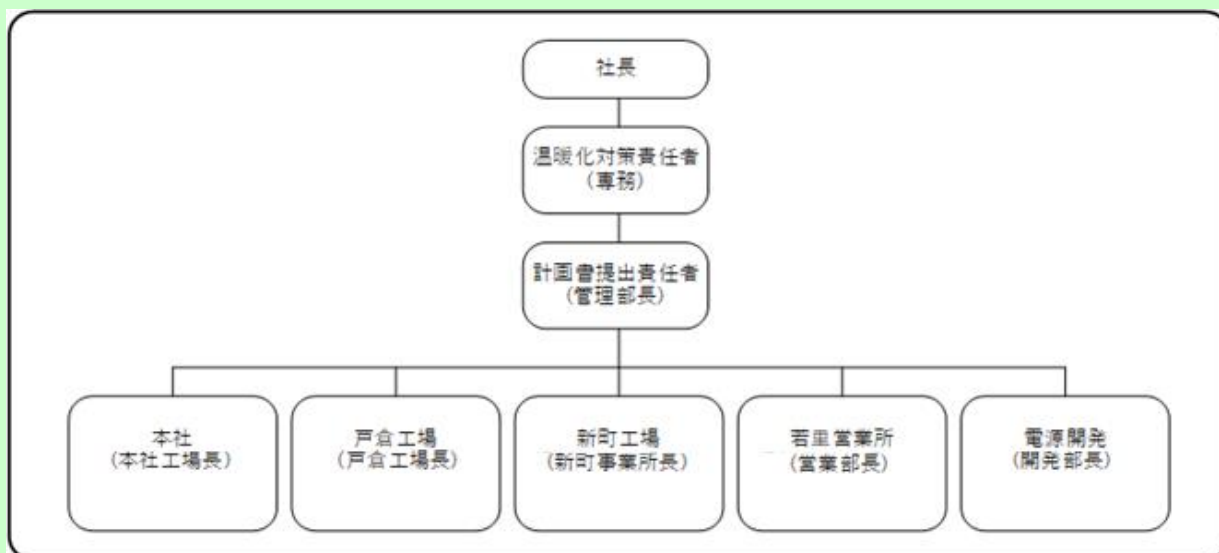 社長
温暖化対策責任者
(専務)
計画書提出責任者
(管理部長)
本社
(本社工場長)
戸倉工場
(戸倉工場長)
新町工場
(新町事業所長)
若里営業所
(営業部長)
電源開発
(開発部長)